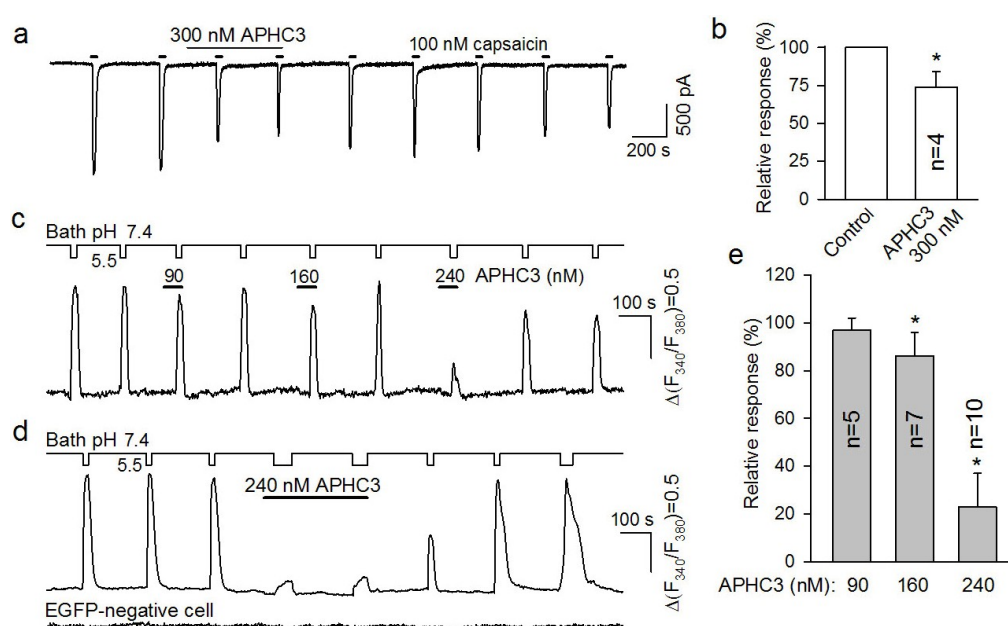 a
300 nM APHC3
100 nM capsaicin
500 pA
200 s
b
Relative response (%)
100
75
50
25
0
*
n=4
Control
APHC3
300 nM
c
Bath pH 7.4
5.5
90
160
240
APHC3 (nM)
100 s
Δ(F340/F380)=0.5
d
Bath pH 7.4
5.5
240 nM APHC3
100 s
Δ(F340/F380)=0.5
EGFP-negative cell
e
Relative response (%)
120
100
80
60
40
20
0
n=5
*
n=7
* n=10
APHC3 (nM): 90 160 240